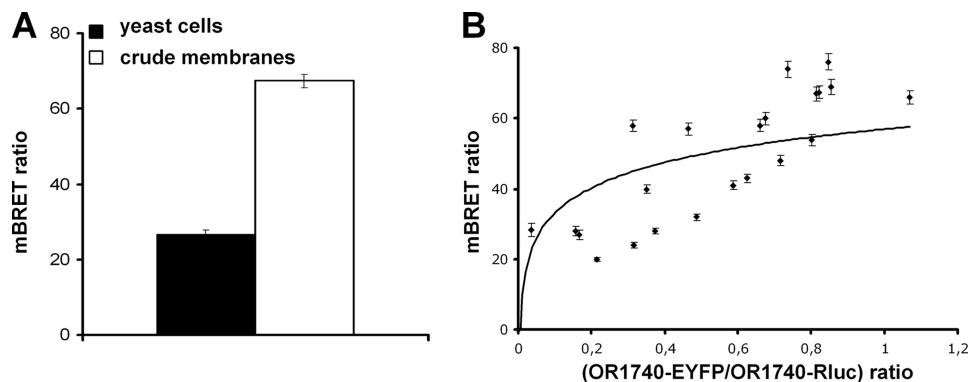 A
yeast cells
crude membranes
mBRET ratio
80
60
40
20
0
B
mBRET ratio
80
60
40
20
0
0 0,2 0,4 0,6 0,8 1 1,2
(OR1740-EYFP/OR1740-Rluc) ratio